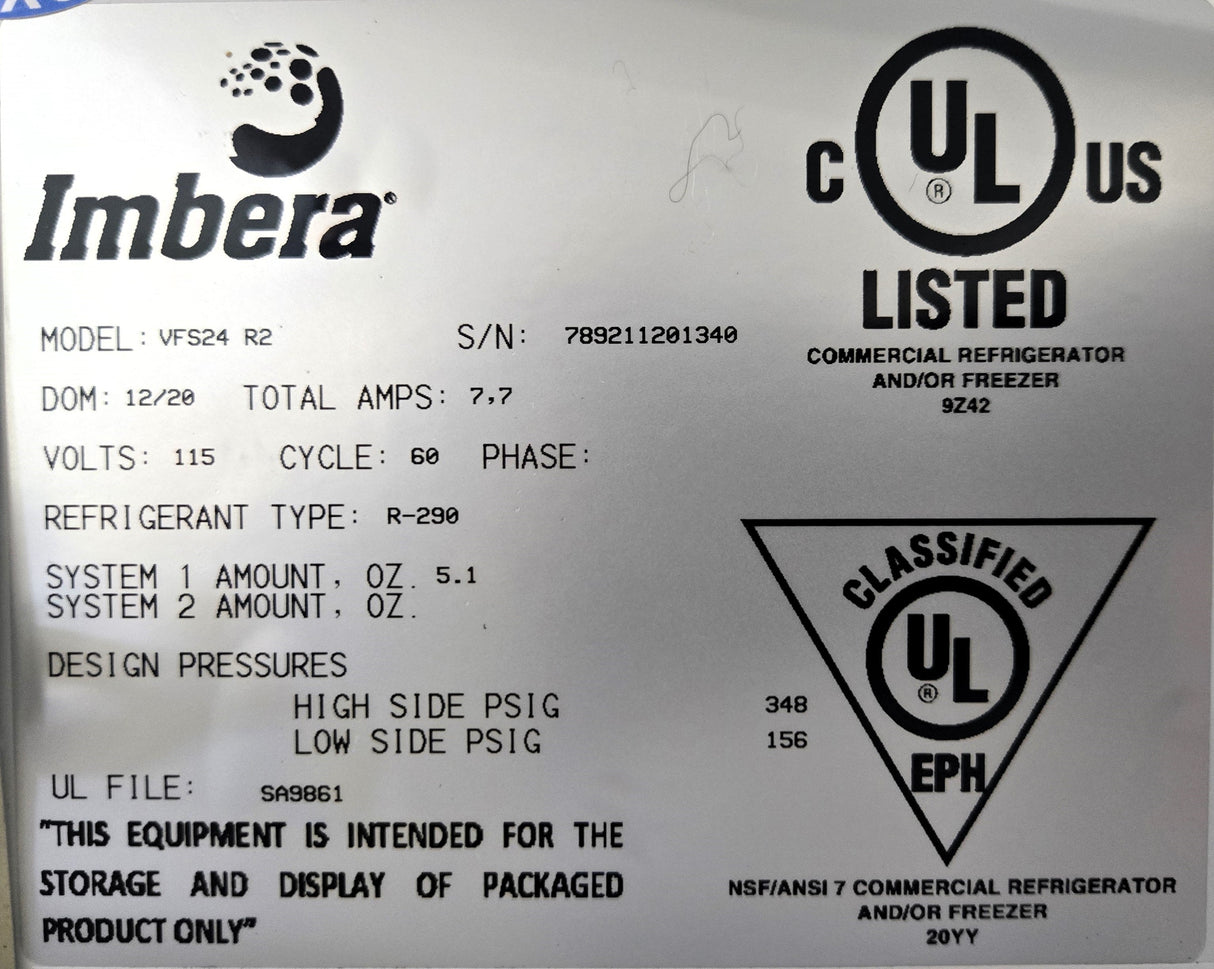 Imbera®
C UL® US
LISTED
COMMERCIAL REFRIGERATOR
AND/OR FREEZER
9Z42
MODEL: VFS24 R2 S/N: 789211201340
DOM: 12/20 TOTAL AMPS: 7,7
VOLTS: 115 CYCLE: 60 PHASE:
REFRIGERANT TYPE: R-290
SYSTEM 1 AMOUNT, OZ. 5.1
SYSTEM 2 AMOUNT, OZ.
DESIGN PRESSURES
HIGH SIDE PSIG 348
LOW SIDE PSIG 156
UL FILE: SA9861
"THIS EQUIPMENT IS INTENDED FOR THE
STORAGE AND DISPLAY OF PACKAGED
PRODUCT ONLY"
CLASSIFIED
UL®
EPH
NSF/ANSI 7 COMMERCIAL REFRIGERATOR
AND/OR FREEZER
20YY